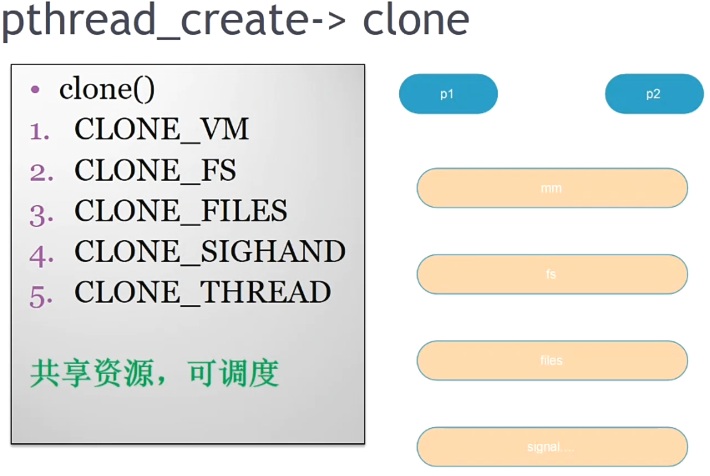 pthread_create-> clone
• clone()
1. CLONE_VM
2. CLONE_FS
3. CLONE_FILES
4. CLONE_SIGHAND
5. CLONE_THREAD
共享资源，可调度
p1
p2
mm
fs
files
signal...